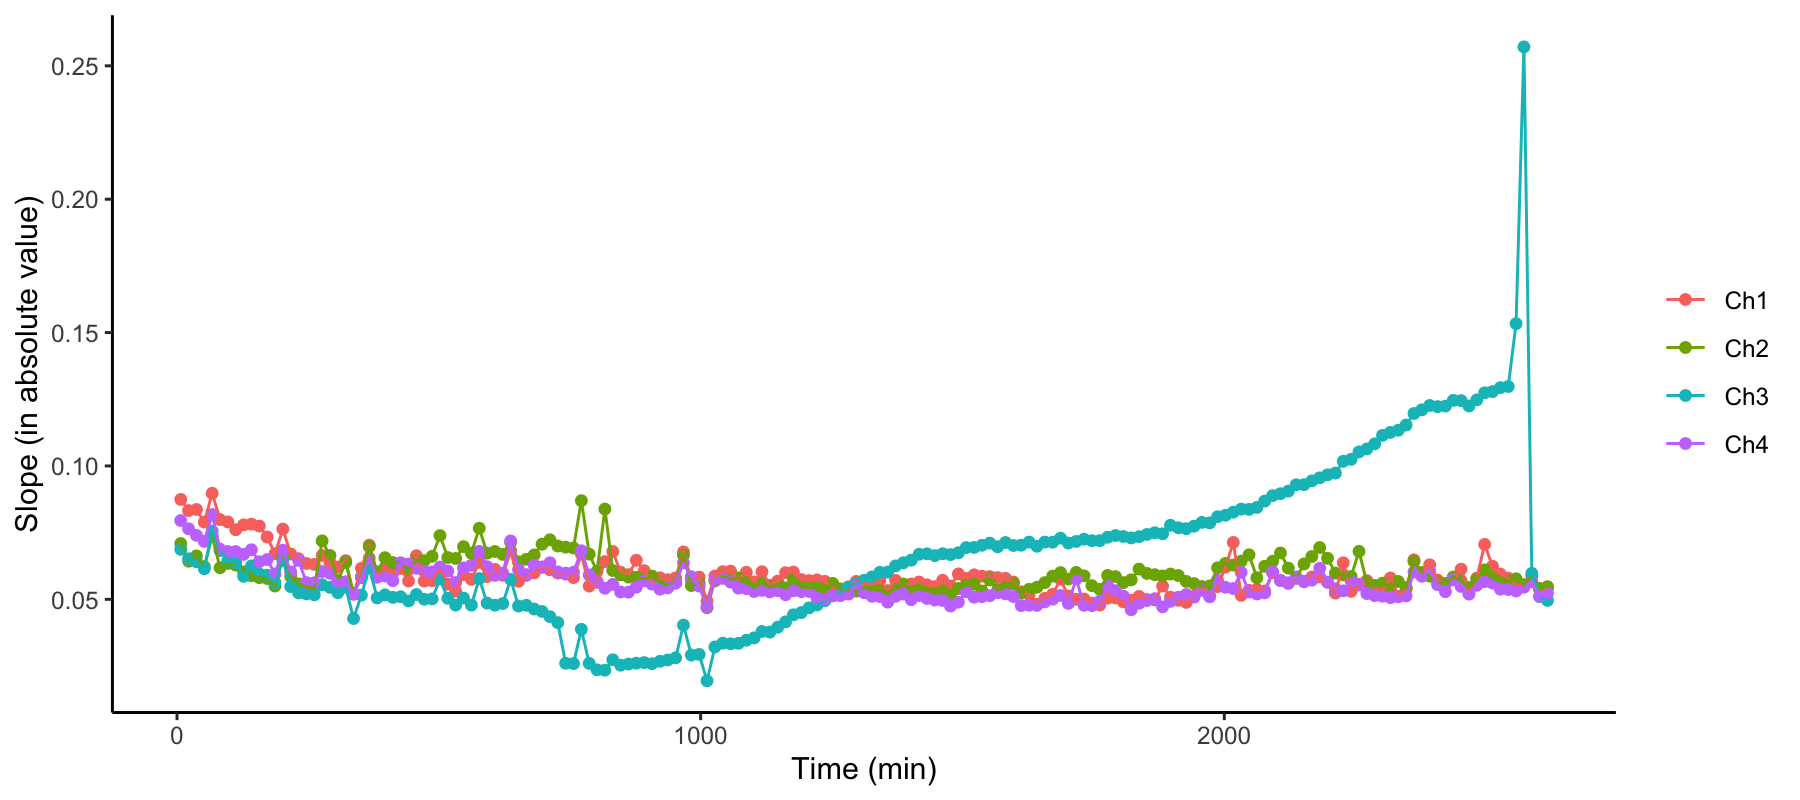 Slope (in absolute value)
0.25
0.20
0.15
0.10
0.05
0
1000
2000
Time (min)
Ch1
Ch2
Ch3
Ch4